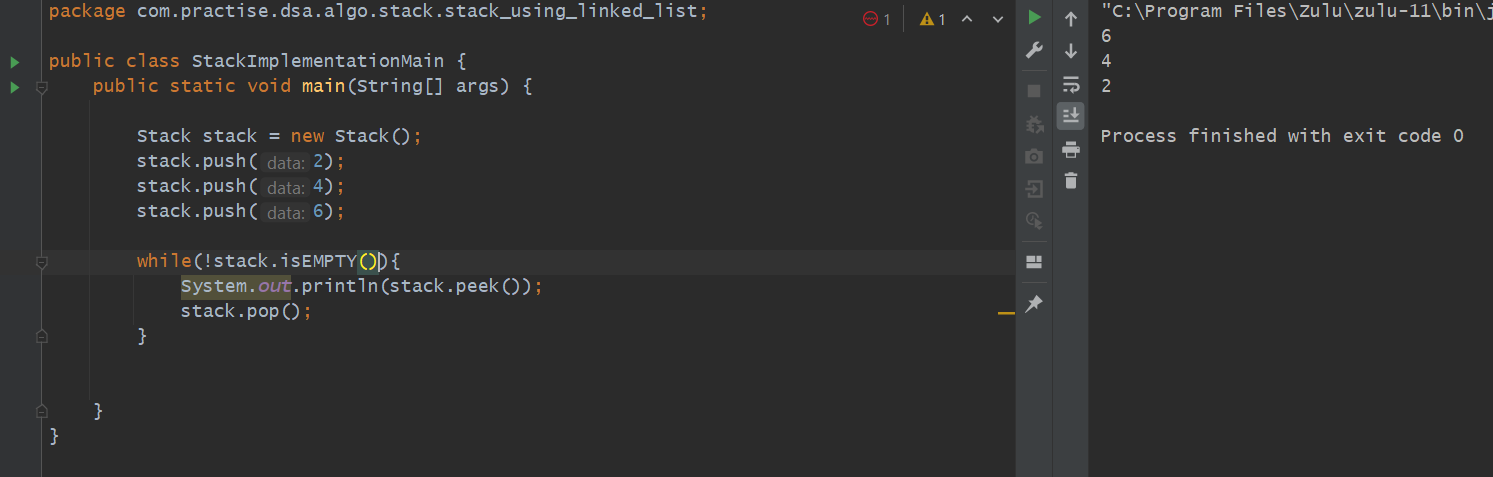 package com.practise.dsa.algo.stack.stack_using_linked_list;
1 1
public class StackImplementationMain {
public static void main(String[] args) {
Stack stack = new Stack();
stack.push( data: 2);
stack.push( data: 4);
stack.push( data: 6);
while(!stack.isEMPTY()){
System.out.println(stack.peek());
stack.pop();
}
}
}
"C:\Program Files\Zulu\zulu-11\bin\j
6
4
2
Process finished with exit code 0